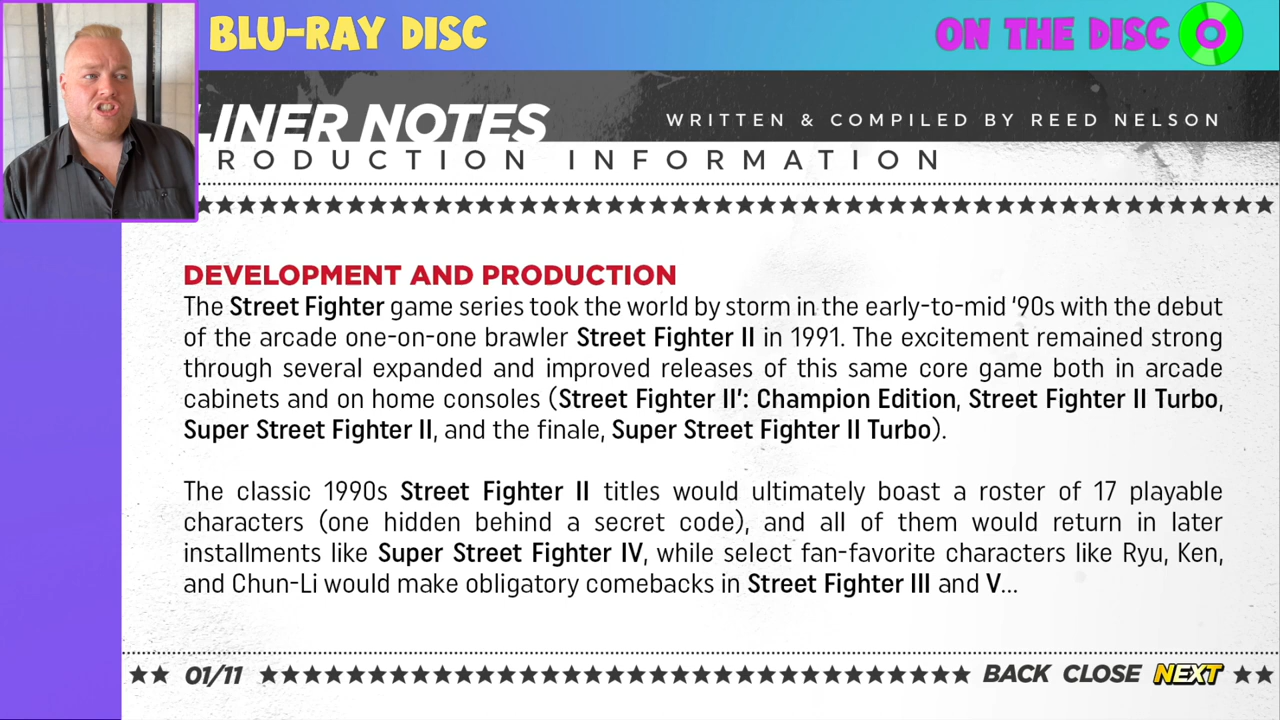 BLU-RAY DISC
ON THE DISC
LINER NOTES
WRITTEN & COMPILED BY REED NELSON
RODUCTION INFORMATION
DEVELOPMENT AND PRODUCTION
The Street Fighter game series took the world by storm in the early-to-mid '90s with the debut
of the arcade one-on-one brawler Street Fighter II in 1991. The excitement remained strong
through several expanded and improved releases of this same core game both in arcade
cabinets and on home consoles (Street Fighter II': Champion Edition, Street Fighter II Turbo,
Super Street Fighter II, and the finale, Super Street Fighter II Turbo).
The classic 1990s Street Fighter II titles would ultimately boast a roster of 17 playable
characters (one hidden behind a secret code), and all of them would return in later
installments like Super Street Fighter IV, while select fan-favorite characters like Ryu, Ken,
and Chun-Li would make obligatory comebacks in Street Fighter III and V...
01/11
BACK CLOSE NEXT